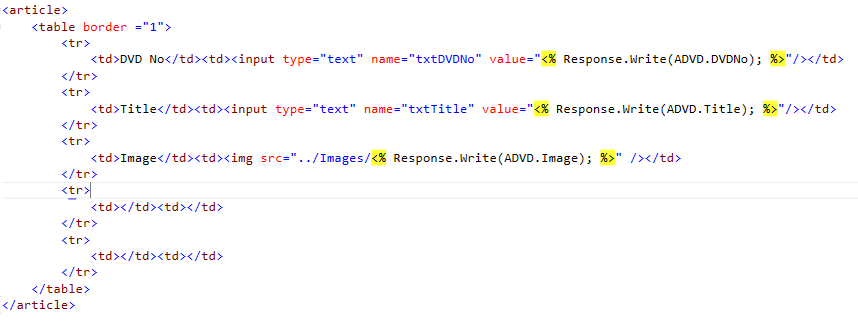 <article>
    <table border ="1">
        <tr>
            <td>DVD No</td><td><input type="text" name="txtDVDNo" value="<% Response.Write(ADVD.DVDNo); %>"/></td>
        </tr>
        <tr>
            <td>Title</td><td><input type="text" name="txtTitle" value="<% Response.Write(ADVD.Title); %>"/></td>
        </tr>
        <tr>
            <td>Image</td><td><img src="../Images/<% Response.Write(ADVD.Image); %>" /></td>
        </tr>
        <tr>
            <td></td><td></td>
        </tr>
        <tr>
            <td></td><td></td>
        </tr>
    </table>
</article>